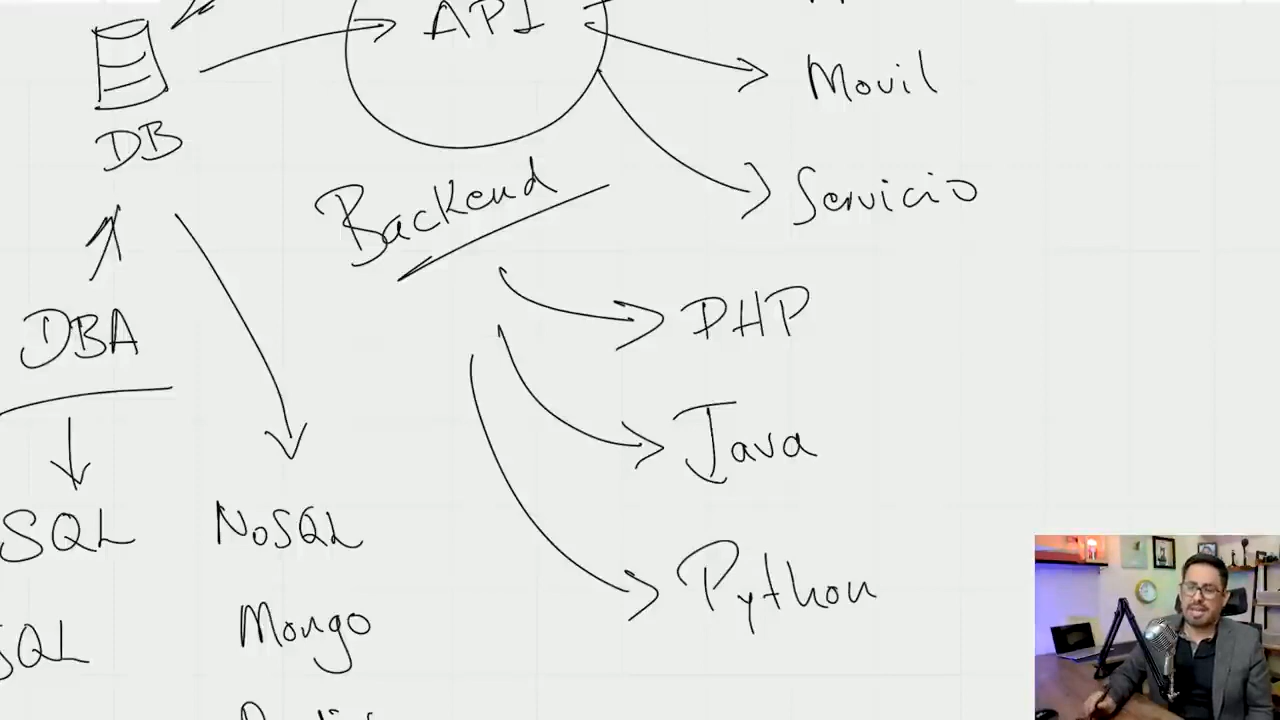 API
Movil
DB
Servicio
Backend
DBA
PHP
Java
SQL
NoSQL
Python
Mongo